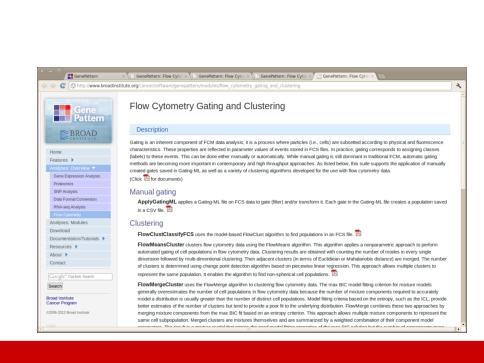 GenePattern
GenePattern: Flow Cyto
GenePattern: Flow Cyto
GenePattern: Flow Cyto
GenePattern: Flow Cyto
http://www.broadinstitute.org/cancer/software/genepattern/modules/flow_cytometry_gating_and_clustering
Gene
Pattern
BROAD
INSTITUTE
Home
Features
Analyses: Overview
Gene Expression Analysis
Proteomics
SNP Analysis
Data Format Conversion
RNA-seq Analysis
Flow Cytometry
Analyses: Modules
Download
Documentation/Tutorials
Resources
About
Contact
Google Custom Search
Search
Broad Institute
Cancer Program
©2006-2012 Broad Institute
Flow Cytometry Gating and Clustering
Description
Gating is an inherent component of FCM data analysis; it is a process where particles (i.e., cells) are subsetted according to physical and fluorescence
characteristics. These properties are reflected in parameter values of events stored in FCS files. In practice, gating corresponds to assigning classes
(labels) to these events. This can be done either manually or automatically. While manual gating is still dominant in traditional FCM, automatic gating
methods are becoming more important in contemporary and high throughput approaches. As listed below, this suite supports the application of manually
created gates saved in Gating-ML, as well as a variety of clustering algorithms developed for the use with flow cytometry data.
(Click for documents)
Manual gating
ApplyGatingML applies a Gating-ML file on FCS data to gate (filter) and/or transform it. Each gate in the Gating-ML file creates a population saved
in a CSV file.
Clustering
FlowClustClassifyFCS uses the model-based FlowClust algorithm to find populations in an FCS file.
FlowMeansCluster clusters flow cytometry data using the FlowMeans algorithm. This algorithm applies a nonparametric approach to perform
automated gating of cell populations in flow cytometry data. Clustering results are obtained with counting the number of modes in every single
dimension followed by multi-dimentional clustering. Then adjacent clusters (in terms of Euclidean or Mahalanobis distance) are merged. The number
of clusters is determined using change point detection algorithm based on piecewise linear regression. This approach allows multiple clusters to
represent the same population. It enables the algorithm to find non-spherical cell populations.
FlowMergeCluster uses the FlowMerge algorithm to clustering flow cytometry data. The max BIC model fitting criterion for mixture models
generally overestimates the number of cell populations in flow cytometry data because the number of mixture components required to accurately
model a distribution is usually greater than the number of distinct cell populations. Model fitting criteria based on the entropy, such as the ICL, provide
better estimates of the number of clusters but tend to provide a poor fit to the underlying distribution. FlowMerge combines these two approaches by
merging mixture components from the max BIC fit based on an entropy criterion. This approach allows multiple mixture components to represent the
same cell subpopulation. Merged clusters are mixtures themselves and are summarized by a weighted combination of their component model